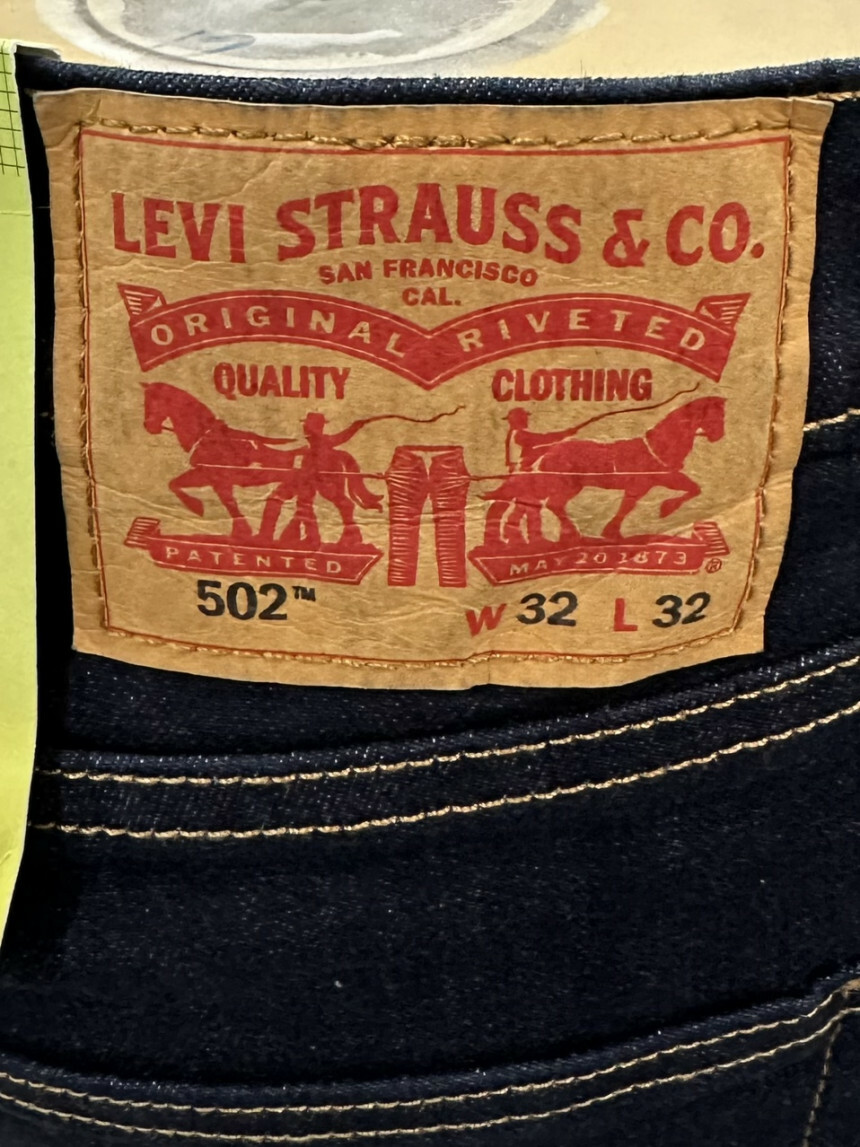 LEVI STRAUSS & CO.
SAN FRANCISCO
CAL.
ORIGINAL RIVETED
QUALITY CLOTHING
PATENTED MAY 20 1873 ®
502™ W 32 L 32